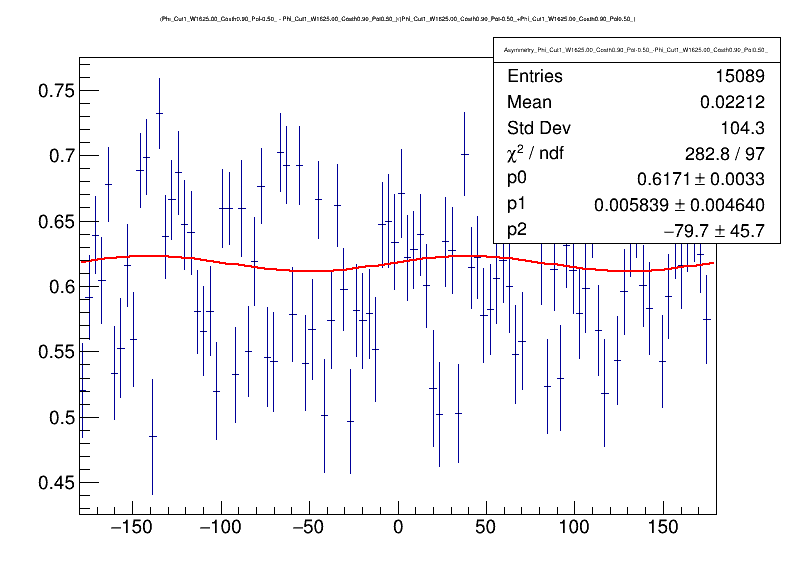 (Phi_Cut1_W1625.00_Costh0.90_Pol-0.50_ - Phi_Cut1_W1625.00_Costh0.90_Pol0.50_)/(Phi_Cut1_W1625.00_Costh0.90_Pol-0.50_+Phi_Cut1_W1625.00_Costh0.90_Pol0.50_)
Asymmetry_Phi_Cut1_W1625.00_Costh0.90_Pol-0.50_-Phi_Cut1_W1625.00_Costh0.90_Pol0.50_
Entries 15089
Mean 0.02212
Std Dev 104.3
χ² / ndf 282.8 / 97
p0 0.6171 ± 0.0033
p1 0.005839 ± 0.004640
p2 −79.7 ± 45.7
0.75
0.7
0.65
0.6
0.55
0.5
0.45
−150 −100 −50 0 50 100 150